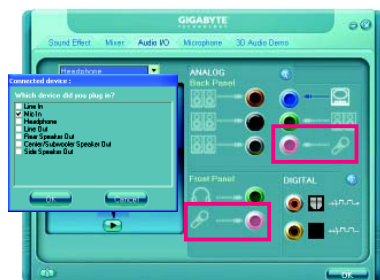 GIGABYTE
TECHNOLOGY
Sound Effect Mixer Audio I/O Microphone 3D Audio Demo
Headphone
ANALOG
Back Panel
Connected device :
Which device did you plug in?
Line In
Mic In
Headphone
Line Out
Rear Speaker Out
Center/Subwoofer Speaker Out
Side Speaker Out
OK Cancel
Front Panel
DIGITAL
OK